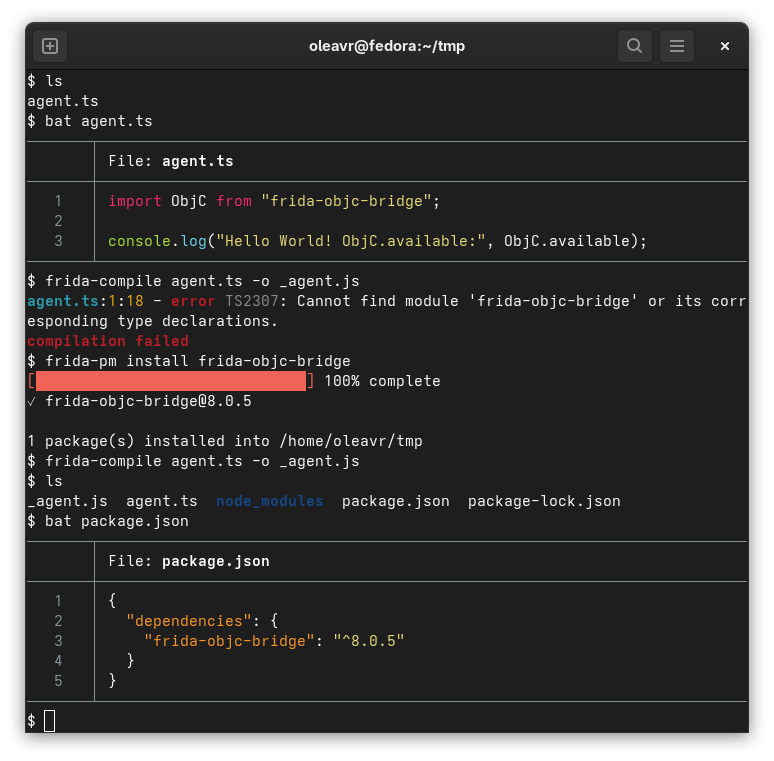 oleavr@fedora:~/tmp
$ ls
agent.ts
$ bat agent.ts
File: agent.ts
1 import ObjC from "frida-objc-bridge";
2
3 console.log("Hello World! ObjC.available:", ObjC.available);
$ frida-compile agent.ts -o _agent.js
agent.ts:1:18 - error TS2307: Cannot find module 'frida-objc-bridge' or its corr
esponding type declarations.
compilation failed
$ frida-pm install frida-objc-bridge
[                              ] 100% complete
✓ frida-objc-bridge@8.0.5
1 package(s) installed into /home/oleavr/tmp
$ frida-compile agent.ts -o _agent.js
$ ls
_agent.js  agent.ts  node_modules  package.json  package-lock.json
$ bat package.json
File: package.json
1 {
2   "dependencies": {
3     "frida-objc-bridge": "^8.0.5"
4   }
5 }
$